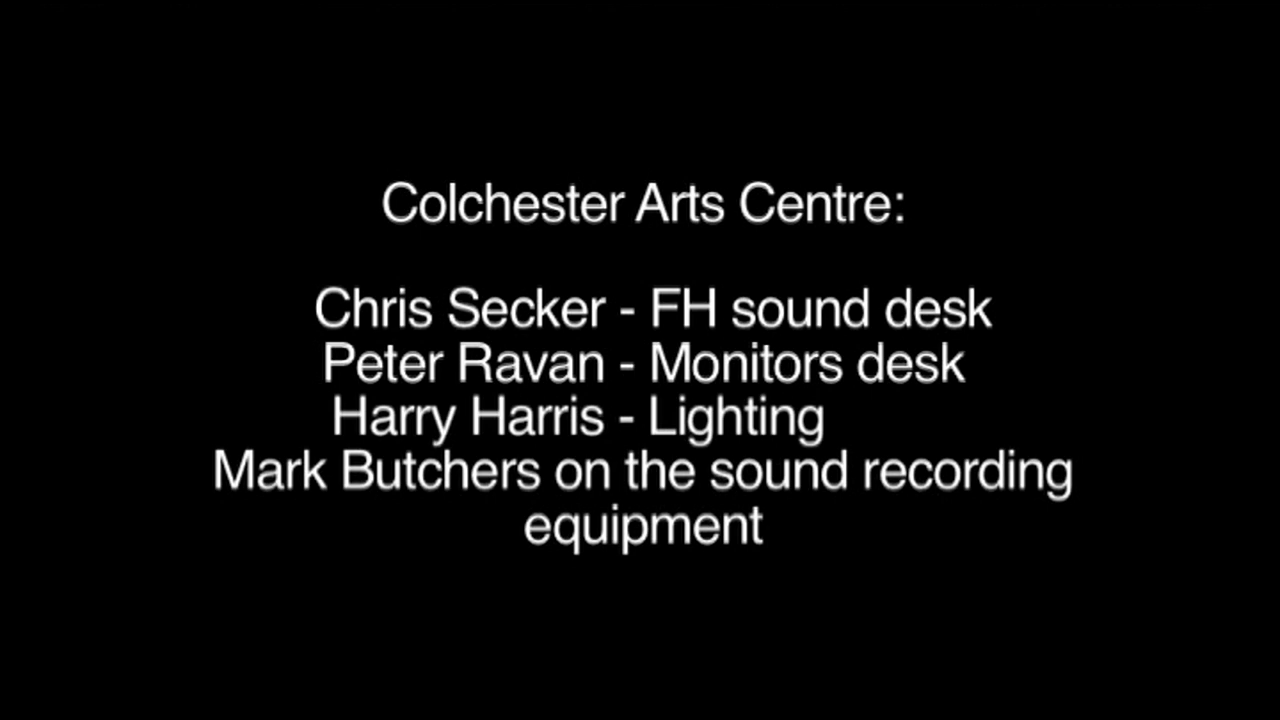 Colchester Arts Centre:
Chris Secker - FH sound desk
Peter Ravan - Monitors desk
Harry Harris - Lighting
Mark Butchers on the sound recording
equipment